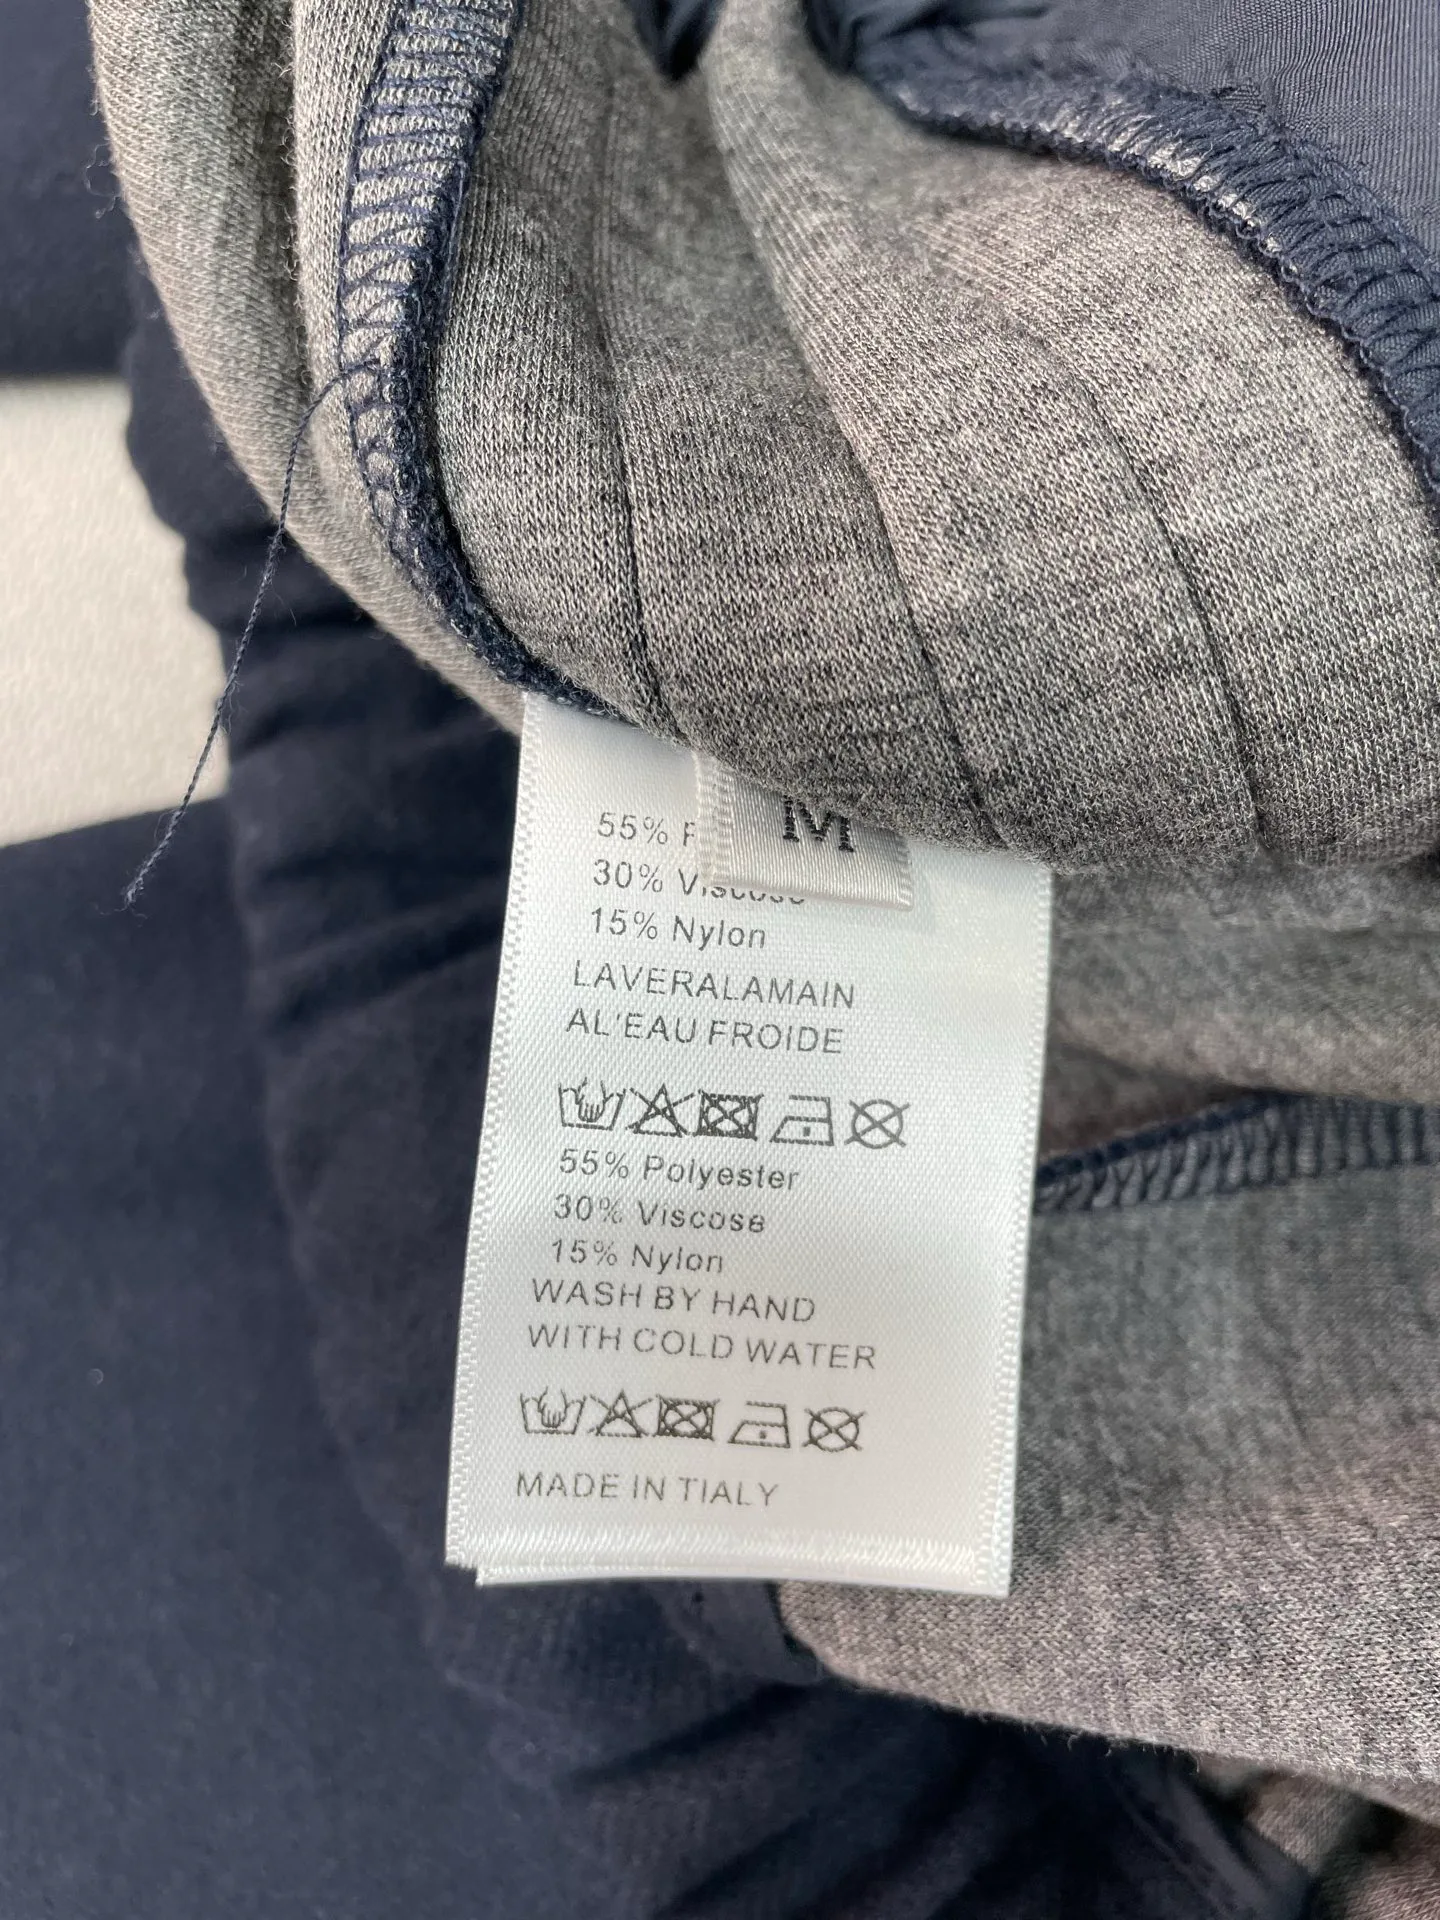 M
55%
30% Viscose
15% Nylon
LAVERALAMAIN
AL'EAU FROIDE
55% Polyester
30% Viscose
15% Nylon
WASH BY HAND
WITH COLD WATER
MADE IN TIALY